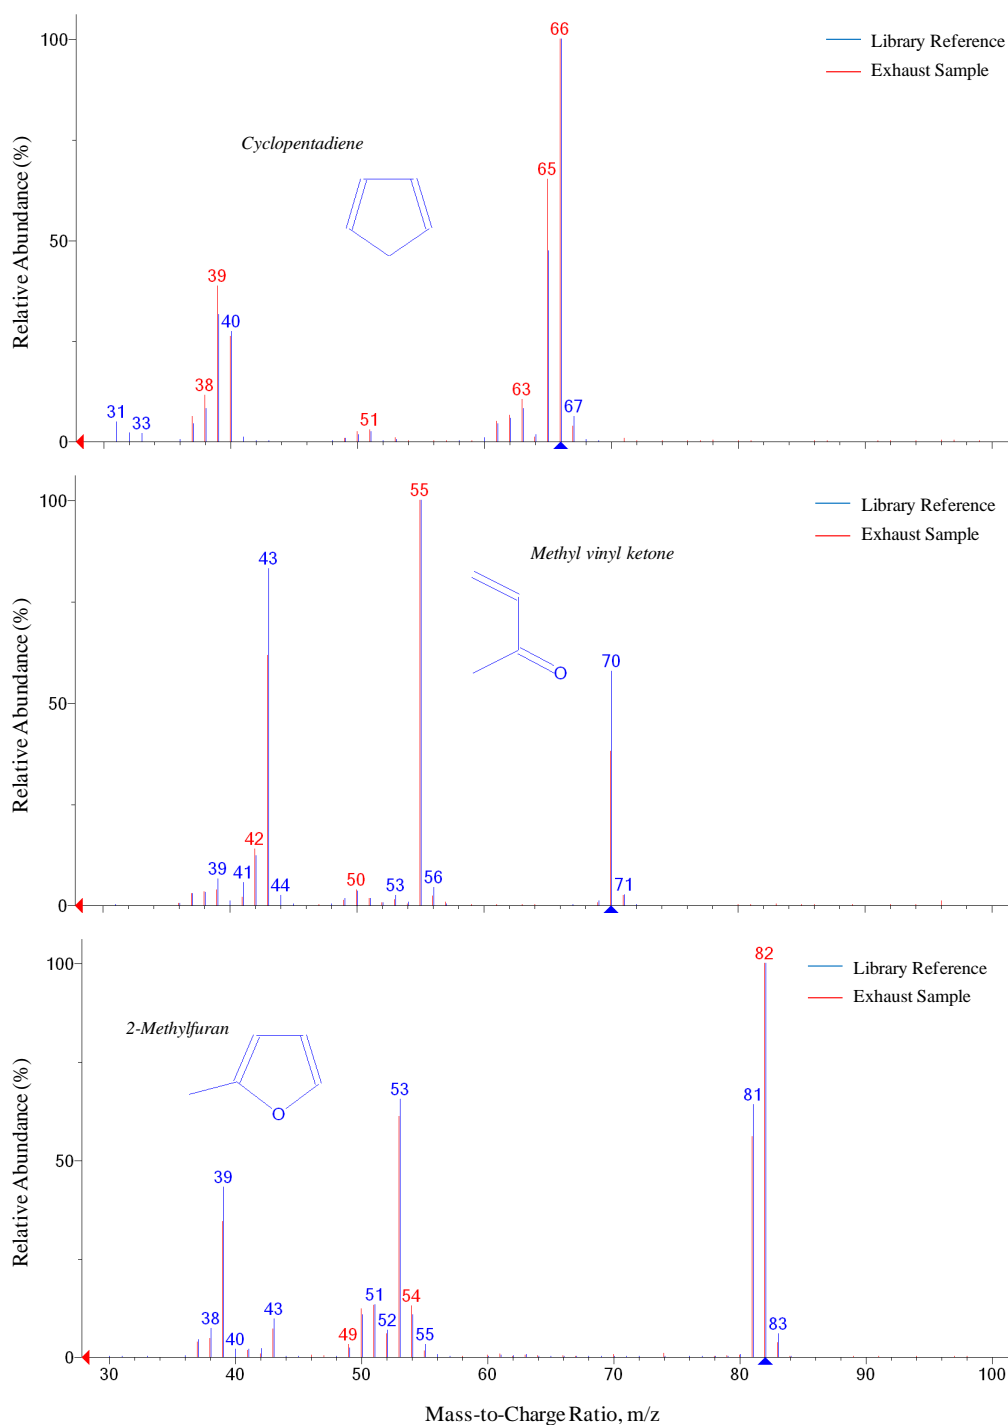 100
66
Library Reference
Exhaust Sample
Cyclopentadiene
65
50
39
40
38
63
31
33
51
67
0
Relative Abundance (%)
100
55
Library Reference
Exhaust Sample
Methyl vinyl ketone
43
O
70
50
42
39
41
44
50
53
56
71
0
Relative Abundance (%)
100
82
Library Reference
Exhaust Sample
2-Methylfuran
O
53
81
50
39
38
43
40
49
51
52
54
55
83
0
Relative Abundance (%)
30 40 50 60 70 80 90 100
Mass-to-Charge Ratio, m/z